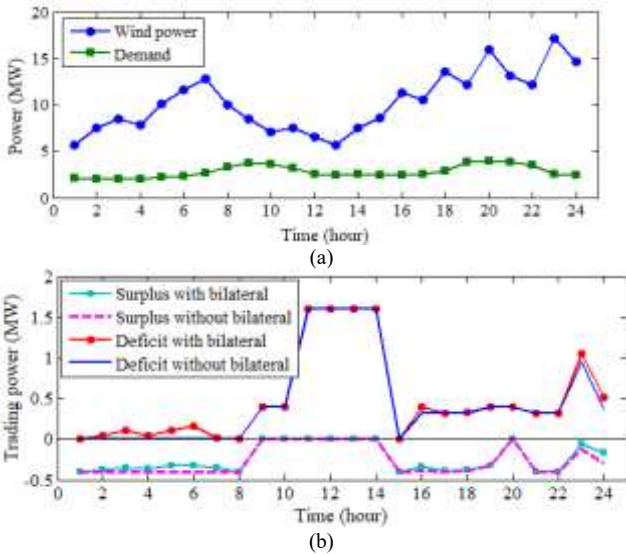 20
15
10
5
0
Power (MW)
Wind power
Demand
0 2 4 6 8 10 12 14 16 18 20 22 24
Time (hour)
(a)
2
1.5
1
0.5
0
-0.5
Trading power (MW)
Surplus with bilateral
Surplus without bilateral
Deficit with bilateral
Deficit without bilateral
0 2 4 6 8 10 12 14 16 18 20 22 24
Time (hour)
(b)